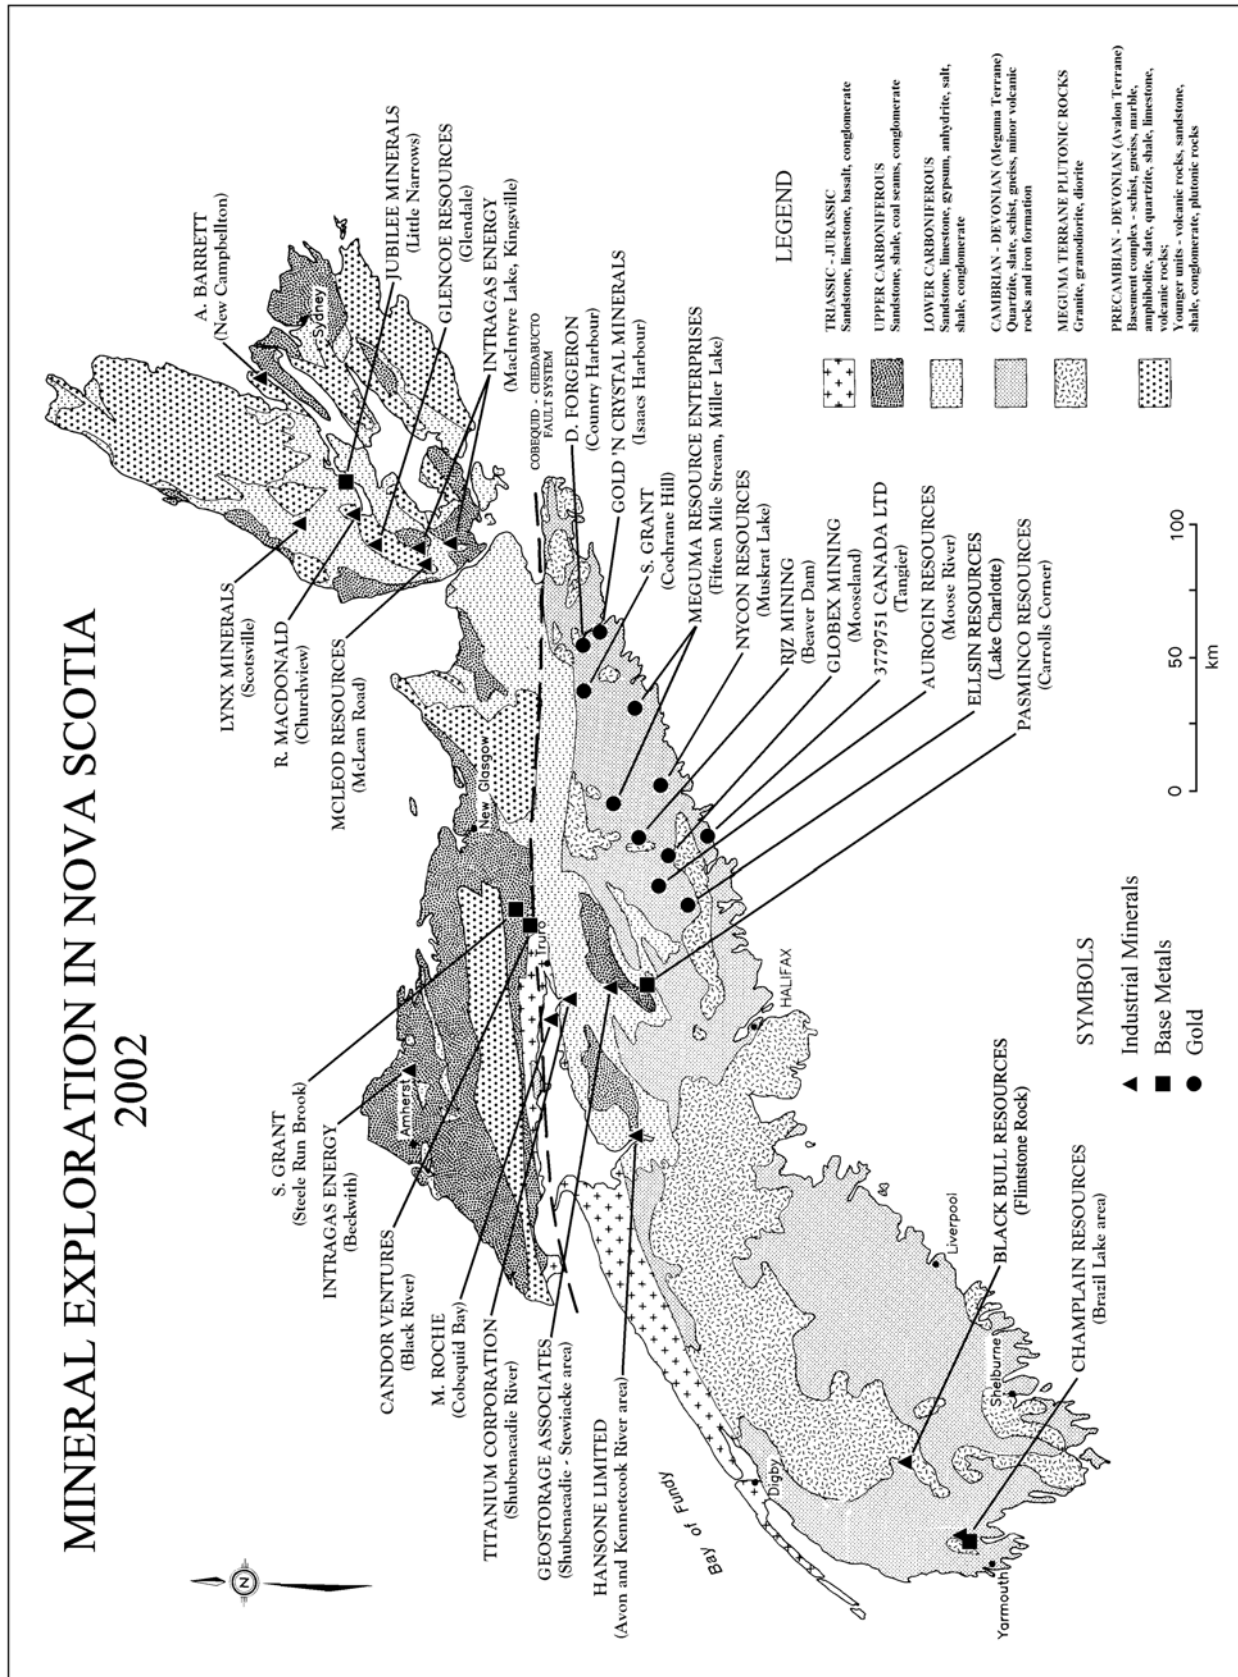 MINERAL EXPLORATION IN NOVA SCOTIA
2002
N
LYNX MINERALS
(Scotsville)
R. MACDONALD
(Churchview)
MCLEOD RESOURCES
(McLean Road)
A. BARRETT
(New Campbellton)
JUBILEE MINERALS
(Little Narrows)
GLENCOE RESOURCES
(Glendale)
INTRAGAS ENERGY
(MacIntyre Lake, Kingsville)
COBEQUID - CHEDABUCTO
FAULT SYSTEM
D. FORGERON
(Country Harbour)
GOLD 'N CRYSTAL MINERALS
(Isaacs Harbour)
S. GRANT
(Cochrane Hill)
MEGUMA RESOURCE ENTERPRISES
(Fifteen Mile Stream, Miller Lake)
NYCON RESOURCES
(Muskrat Lake)
RJZ MINING
(Beaver Dam)
GLOBEX MINING
(Mooseland)
3779751 CANADA LTD
(Tangier)
AUROGIN RESOURCES
(Moose River)
ELLSIN RESOURCES
(Lake Charlotte)
PASMINCO RESOURCES
(Carrolls Corner)
S. GRANT
(Steele Run Brook)
INTRAGAS ENERGY
(Beckwith)
CANDOR VENTURES
(Black River)
M. ROCHE
(Cobequid Bay)
TITANIUM CORPORATION
(Shubenacadie River)
GEOSTORAGE ASSOCIATES
(Shubenacadie - Stewiacke area)
HANSONE LIMITED
(Avon and Kennetcook River area)
BLACK BULL RESOURCES
(Flintstone Rock)
CHAMPLAIN RESOURCES
(Brazil Lake area)
Sydney
New Glasgow
Truro
Amherst
HALIFAX
Liverpool
Shelburne
Yarmouth
Digby
Bay of Fundy
SYMBOLS
Industrial Minerals
Base Metals
Gold
0
50
100
km
LEGEND
TRIASSIC - JURASSIC
Sandstone, limestone, basalt, conglomerate
UPPER CARBONIFEROUS
Sandstone, shale, coal seams, conglomerate
LOWER CARBONIFEROUS
Sandstone, limestone, gypsum, anhydrite, salt,
shale, conglomerate
CAMBRIAN - DEVONIAN (Meguma Terrane)
Quartzite, slate, schist, gneiss, minor volcanic
rocks and iron formation
MEGUMA TERRANE PLUTONIC ROCKS
Granite, granodiorite, diorite
PRECAMBIAN - DEVONIAN (Avalon Terrane)
Basement complex - schist, gneiss, marble,
amphibolite, slate, quartzite, shale, limestone,
volcanic rocks;
Younger units - volcanic rocks, sandstone,
shale, conglomerate, plutonic rocks